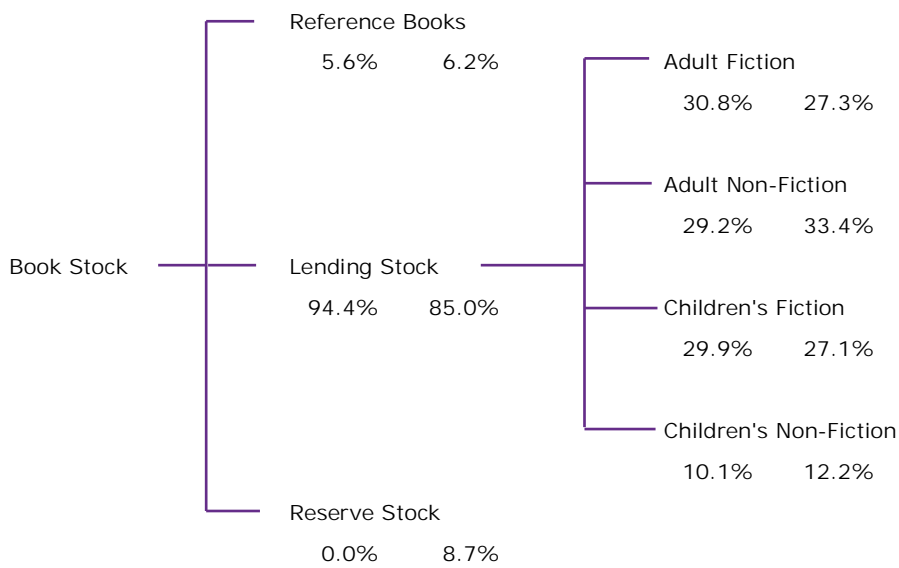 Reference Books
5.6% 6.2%
Adult Fiction
30.8% 27.3%
Adult Non-Fiction
29.2% 33.4%
Book Stock
Lending Stock
94.4% 85.0%
Children's Fiction
29.9% 27.1%
Children's Non-Fiction
10.1% 12.2%
Reserve Stock
0.0% 8.7%